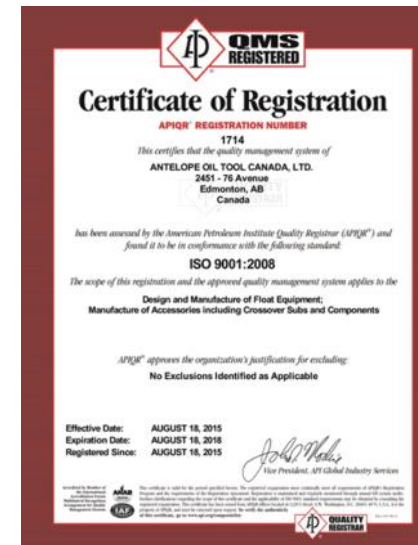 API
QMS
REGISTERED
Certificate of Registration
APIQR® REGISTRATION NUMBER
1714
This certifies that the quality management system of
ANTELOPE OIL TOOL CANADA, LTD.
2451 - 76 Avenue
Edmonton, AB
Canada
has been assessed by the American Petroleum Institute Quality Registrar (APIQR®) and
found it to be in conformance with the following standard:
ISO 9001:2008
The scope of this registration and the approved quality management system applies to the
Design and Manufacture of Float Equipment;
Manufacture of Accessories including Crossover Subs and Components
APIQR® approves the organization's justification for excluding:
No Exclusions Identified as Applicable
Effective Date: AUGUST 18, 2015
Expiration Date: AUGUST 18, 2018
Registered Since: AUGUST 18, 2015
Vice President, API Global Industry Services
ANAB
IAF
API
QUALITY
REGISTRAR